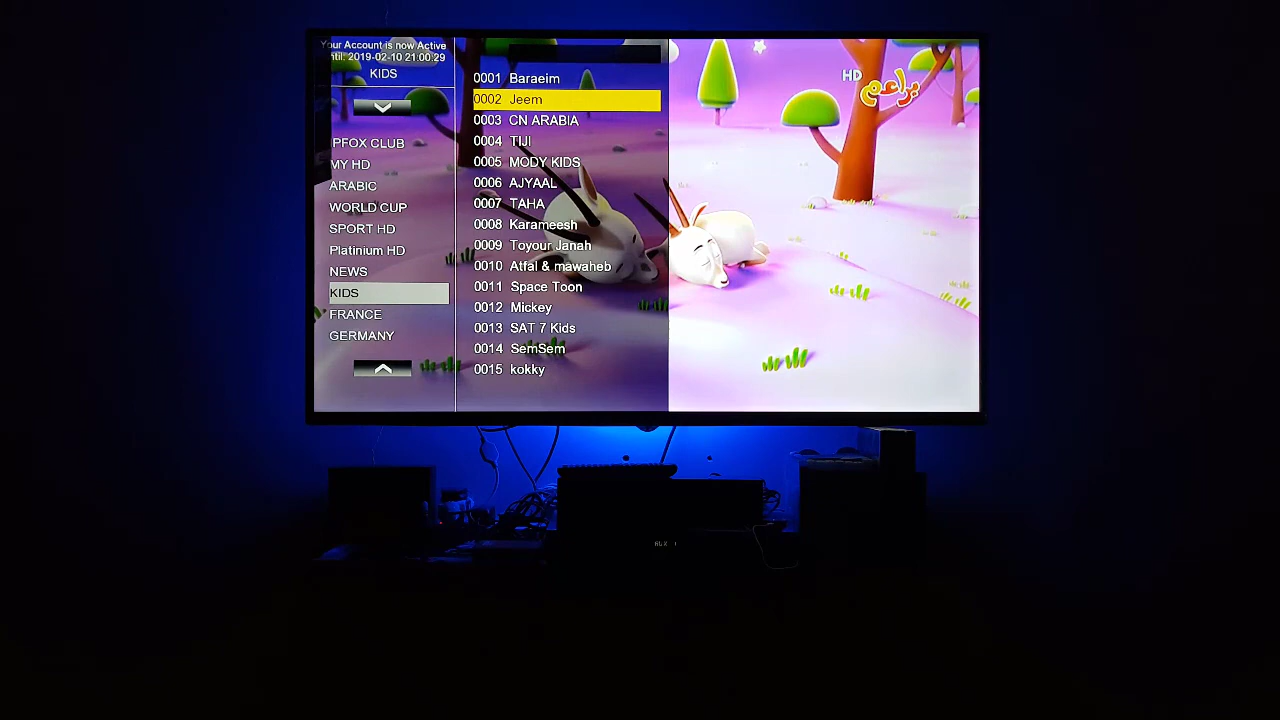 Your Account is now Active
ntil: 2019-02-10 21:00:29
KIDS
IPFOX CLUB
MY HD
ARABIC
WORLD CUP
SPORT HD
Platinium HD
NEWS
KIDS
FRANCE
GERMANY
0001 Baraeim
0002 Jeem
0003 CN ARABIA
0004 TIJI
0005 MODY KIDS
0006 AJYAAL
0007 TAHA
0008 Karameesh
0009 Toyour Janah
0010 Atfal & mawaheb
0011 Space Toon
0012 Mickey
0013 SAT 7 Kids
0014 SemSem
0015 kokky
HD براعم